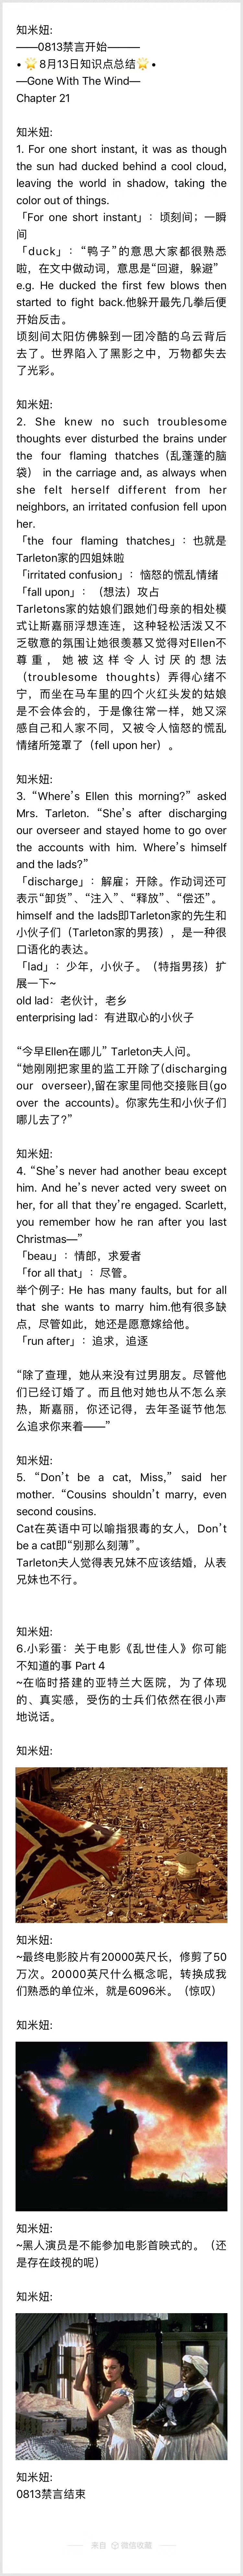 知米妞:
——0813禁言开始———
•🌟8月13日知识点总结🌟•
—Gone With The Wind—
Chapter 21
知米妞:
1. For one short instant, it was as though
the sun had ducked behind a cool cloud,
leaving the world in shadow, taking the
color out of things.
「For one short instant」：顷刻间；一瞬
间
「duck」：“鸭子”的意思大家都很熟悉
啦，在文中做动词，意思是“回避，躲避”
e.g. He ducked the first few blows then
started to fight back.他躲开最先几拳后便
开始反击。
顷刻间太阳仿佛躲到一团冷酷的乌云背后
去了。世界陷入了黑影之中，万物都失去
了光彩。
知米妞:
2. She knew no such troublesome
thoughts ever disturbed the brains under
the four flaming thatches（乱蓬蓬的脑
袋） in the carriage and, as always when
she felt herself different from her
neighbors, an irritated confusion fell upon
her.
「the four flaming thatches」：也就是
Tarleton家的四姐妹啦
「irritated confusion」：恼怒的慌乱情绪
「fall upon」：（想法）攻占
Tarletons家的姑娘们跟她们母亲的相处模
式让斯嘉丽浮想连连，这种轻松活泼又不
乏敬意的氛围让她很羡慕又觉得对Ellen不
尊重，她被这样令人讨厌的想法
（troublesome thoughts）弄得心绪不
宁，而坐在马车里的四个火红头发的姑娘
是不会体会的，于是像往常一样，她又深
感自己和人家不同，又被令人恼怒的慌乱
情绪所笼罩了（fell upon her）。
知米妞:
3. “Where’s Ellen this morning?” asked
Mrs. Tarleton. “She’s after discharging
our overseer and stayed home to go over
the accounts with him. Where’s himself
and the lads?”
「discharge」：解雇；开除。作动词还可
表示“卸货”、“注入”、“释放”、“偿还”。
himself and the lads即Tarleton家的先生和
小伙子们（Tarleton家的男孩），是一种很
口语化的表达。
「lad」：少年，小伙子。（特指男孩）扩
展一下~
old lad：老伙计，老乡
enterprising lad：有进取心的小伙子
“今早Ellen在哪儿” Tarleton夫人问。
“她刚刚把家里的监工开除了(discharging
our overseer),留在家里同他交接账目(go
over the accounts)。你家先生和小伙子们
哪儿去了?”
知米妞:
4. “She’s never had another beau except
him. And he’s never acted very sweet on
her, for all that they’re engaged. Scarlett,
you remember how he ran after you last
Christmas—”
「beau」：情郎，求爱者
「for all that」：尽管。
举个例子: He has many faults, but for all
that she wants to marry him.他有很多缺
点，尽管如此，她还是愿意嫁给他。
「run after」：追求，追逐
“除了查理，她从来没有过男朋友。尽管他
们已经订婚了。而且他对她也从不怎么亲
热，斯嘉丽，你还记得，去年圣诞节他怎
么追求你来着——”
知米妞:
5. “Don’t be a cat, Miss,” said her
mother. “Cousins shouldn’t marry, even
second cousins.
Cat在英语中可以喻指狠毒的女人，Don’t
be a cat即“别那么刻薄”。
Tarleton夫人觉得表兄妹不应该结婚，从表
兄妹也不行。
知米妞:
6.小彩蛋：关于电影《乱世佳人》你可能
不知道的事 Part 4
~在临时搭建的亚特兰大医院，为了体现
的、真实感，受伤的士兵们依然在很小声
地说话。
知米妞:
知米妞:
~最终电影胶片有20000英尺长，修剪了50
万次。20000英尺什么概念呢，转换成我
们熟悉的单位米，就是6096米。（惊叹）
知米妞:
知米妞:
~黑人演员是不能参加电影首映式的。（还
是存在歧视的呢）
知米妞:
知米妞:
0813禁言结束
来自 微信收藏